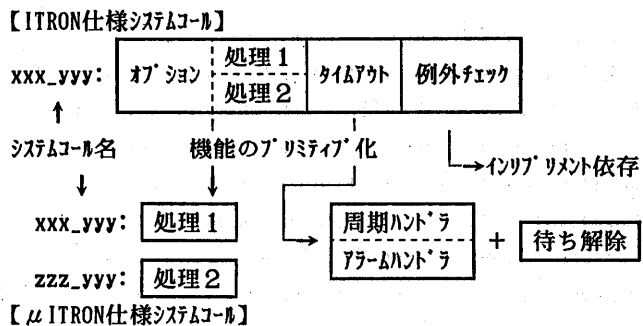 【ITRON仕様ｼｽﾃﾑｺｰﾙ】
xxx_yyy: ｵﾌﾟｼｮﾝ 処理1 ﾀｲﾑｱｳﾄ 例外ﾁｪｯｸ
処理2
ｼｽﾃﾑｺｰﾙ名 機能のﾌﾟﾘﾐﾃｨﾌﾞ化
インリプﾘﾒﾝﾄ依存
xxx_yyy: 処理1
周期ﾊﾝﾄﾞﾗ + 待ち解除
ｱﾗｰﾑﾊﾝﾄﾞﾗ
zzz_yyy: 処理2
【μITRON仕様ｼｽﾃﾑｺｰﾙ】